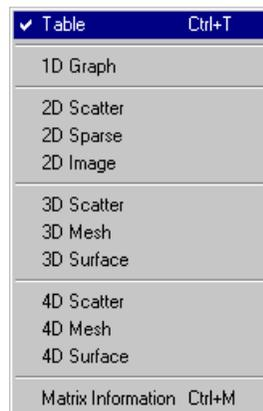 ✓ Table Ctrl+T
1D Graph
2D Scatter
2D Sparse
2D Image
3D Scatter
3D Mesh
3D Surface
4D Scatter
4D Mesh
4D Surface
Matrix Information Ctrl+M